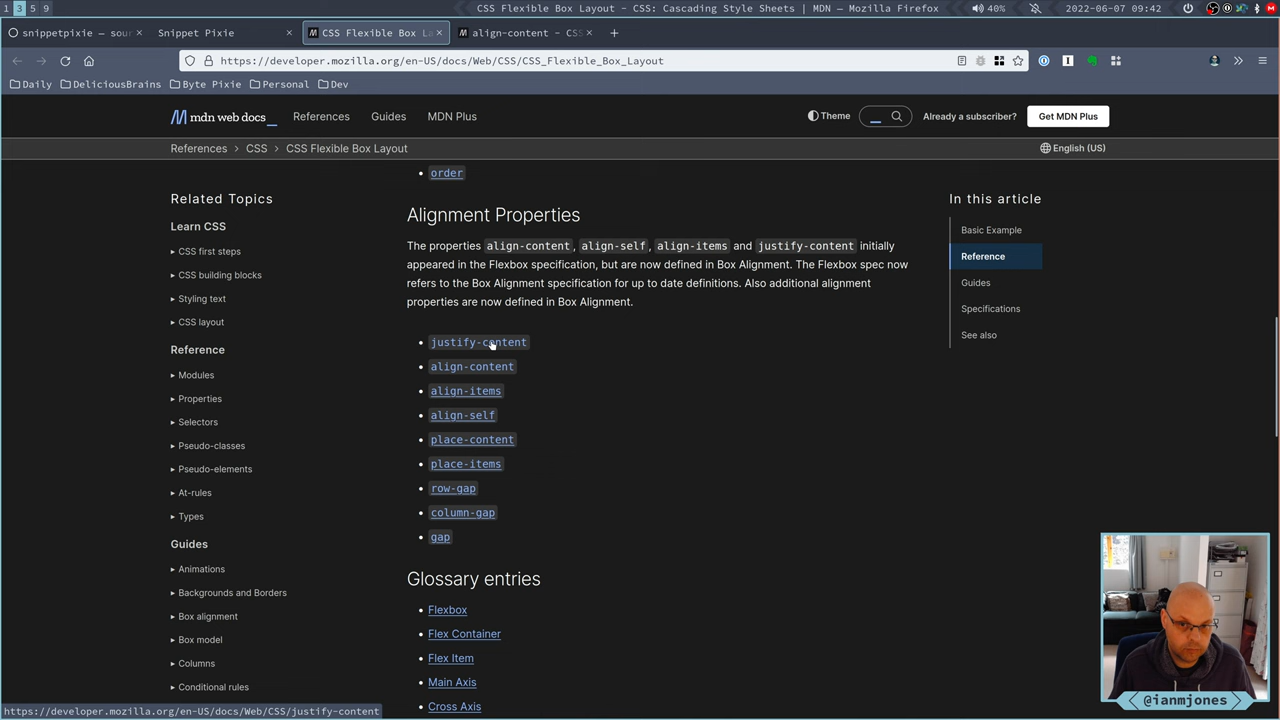 1 3 5 9
CSS Flexible Box Layout - CSS: Cascading Style Sheets | MDN — Mozilla Firefox
40%
2022-06-07 09:42
snippetpixie — sou
Snippet Pixie
CSS Flexible Box La
align-content - CSS
https://developer.mozilla.org/en-US/docs/Web/CSS/CSS_Flexible_Box_Layout
Daily
DeliciousBrains
Byte Pixie
Personal
Dev
mdn web docs_
References
Guides
MDN Plus
Theme
Already a subscriber?
Get MDN Plus
References
CSS
CSS Flexible Box Layout
English (US)
Related Topics
Learn CSS
CSS first steps
CSS building blocks
Styling text
CSS layout
Reference
Modules
Properties
Selectors
Pseudo-classes
Pseudo-elements
At-rules
Types
Guides
Animations
Backgrounds and Borders
Box alignment
Box model
Columns
Conditional rules
order
Alignment Properties
The properties align-content, align-self, align-items and justify-content initially
appeared in the Flexbox specification, but are now defined in Box Alignment. The Flexbox spec now
refers to the Box Alignment specification for up to date definitions. Also additional alignment
properties are now defined in Box Alignment.
justify-content
align-content
align-items
align-self
place-content
place-items
row-gap
column-gap
gap
Glossary entries
Flexbox
Flex Container
Flex Item
Main Axis
Cross Axis
In this article
Basic Example
Reference
Guides
Specifications
See also
https://developer.mozilla.org/en-US/docs/Web/CSS/justify-content
@ianmjones